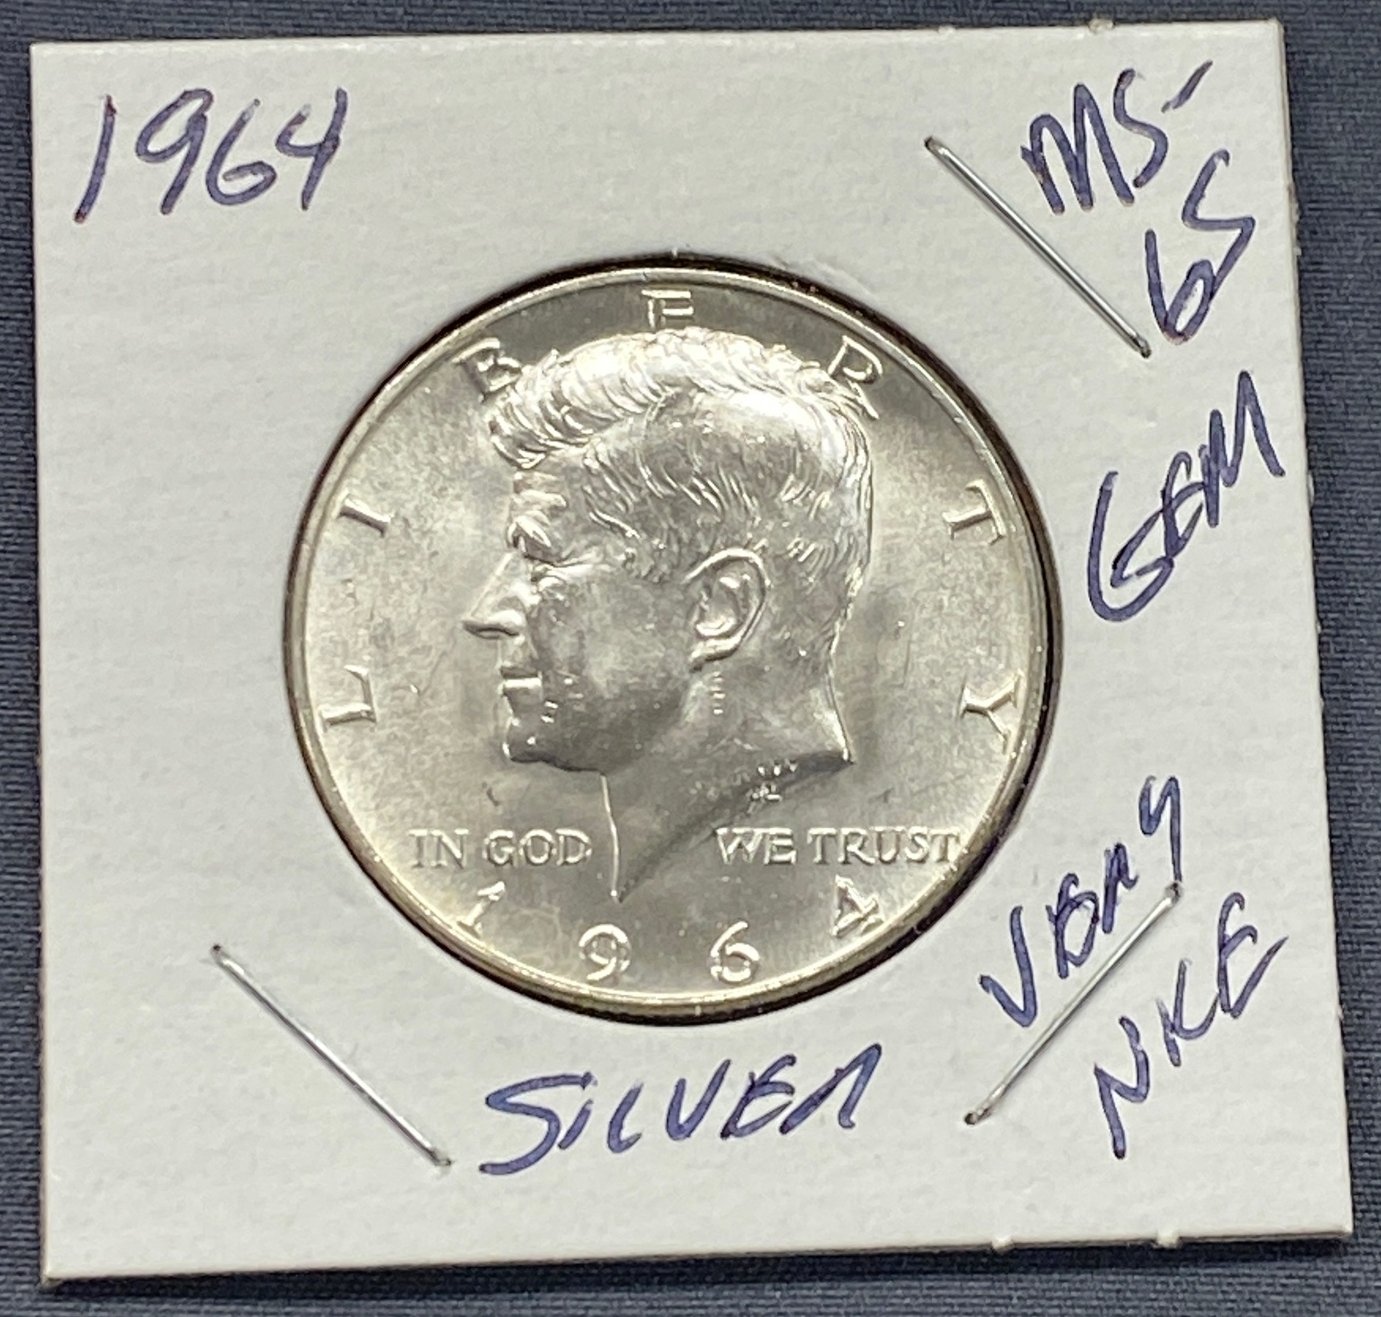 1964
MS-
65
GEM
LIBERTY
IN GOD WE TRUST
1964
VERY
NICE
SILVER